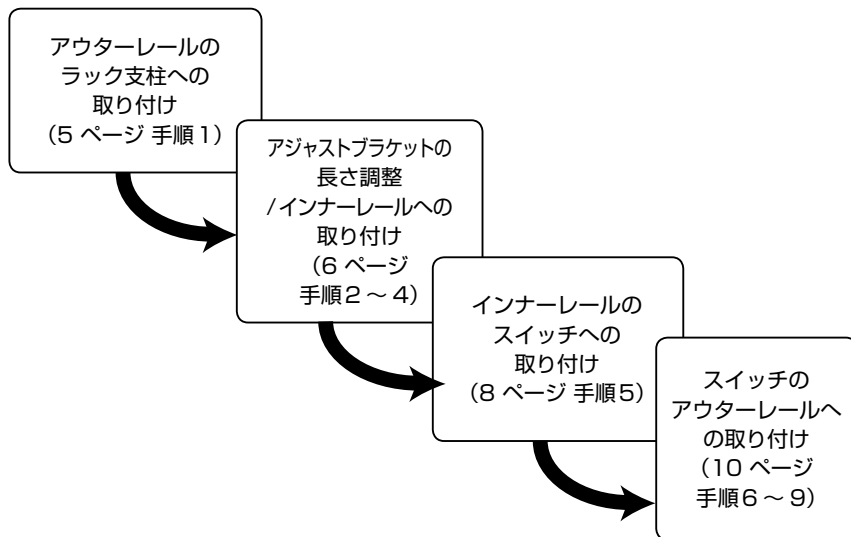 アウターレールの
ラック支柱への
取り付け
（5 ページ 手順1）
アジャストブラケットの
長さ調整
/インナーレールへの
取り付け
（6 ページ
手順2～4）
インナーレールの
スイッチへの
取り付け
（8 ページ 手順5）
スイッチの
アウターレールへ
の取り付け
（10 ページ
手順6～9）